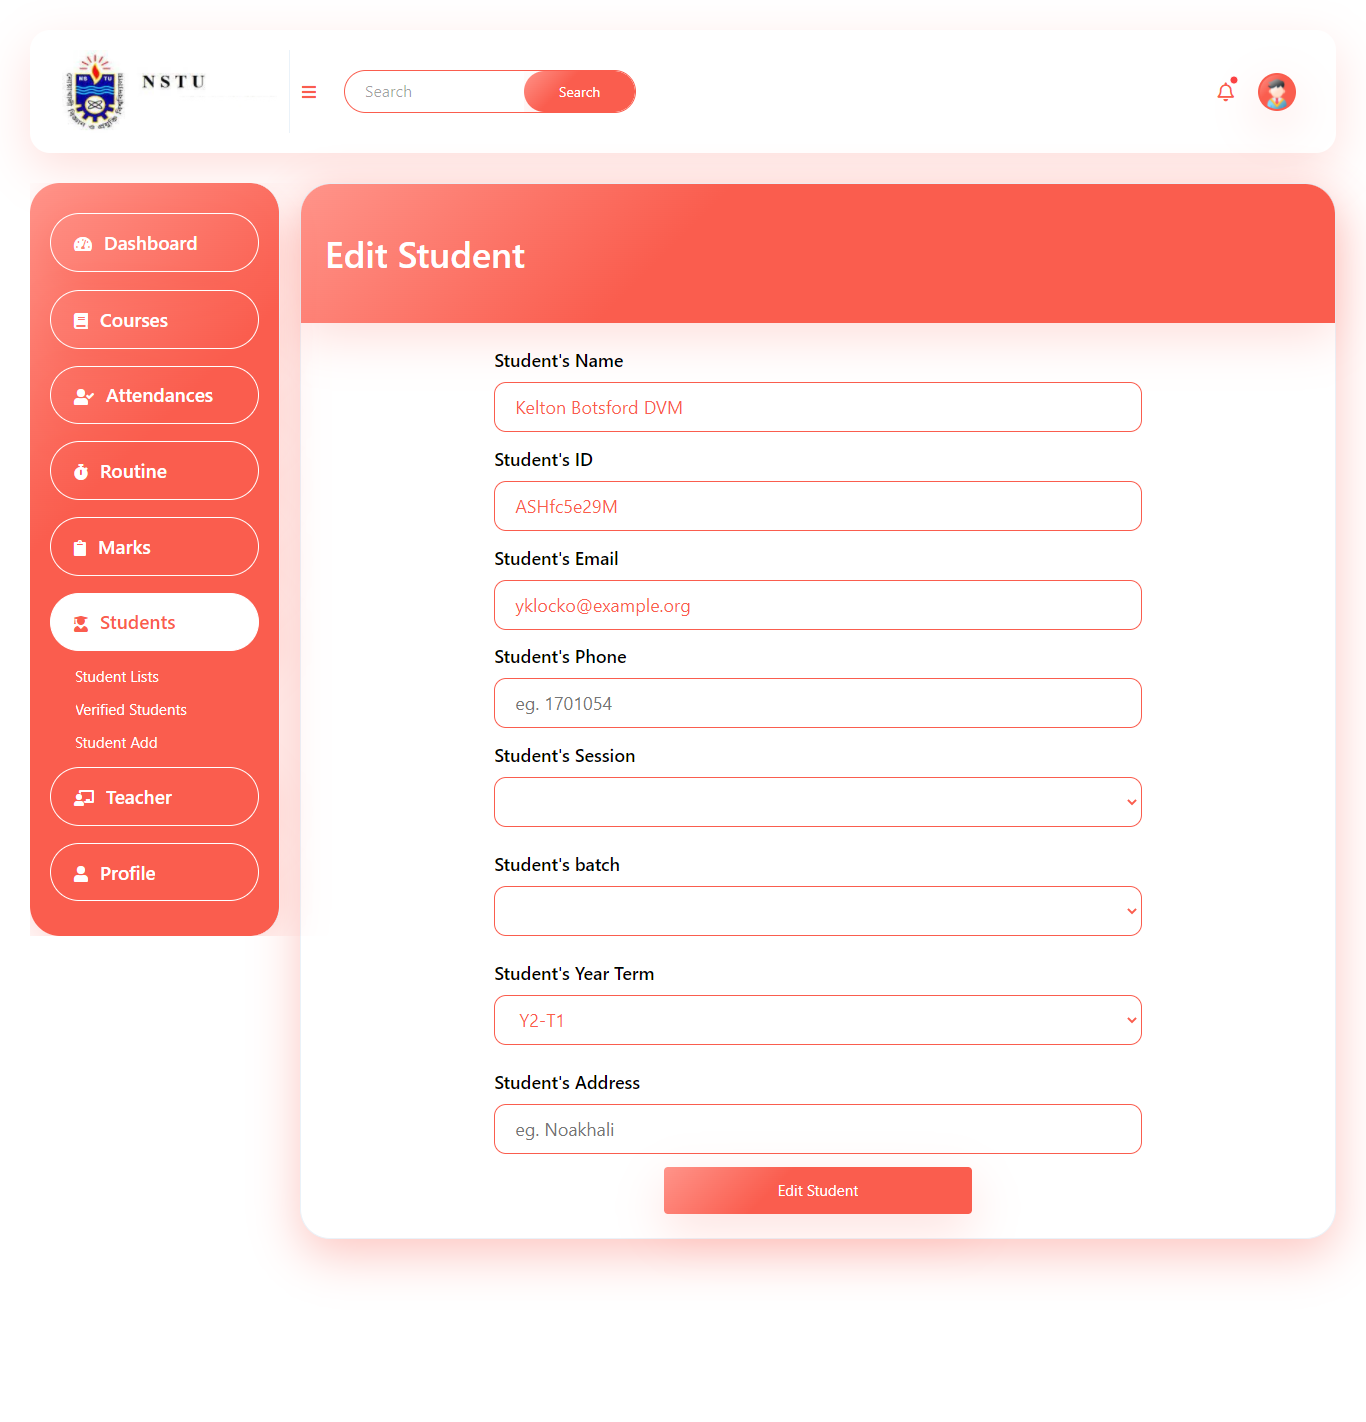 NSTU
Search
Search
Dashboard
Courses
Attendances
Routine
Marks
Students
Student Lists
Verified Students
Student Add
Teacher
Profile
Edit Student
Student's Name
Kelton Botsford DVM
Student's ID
ASHfc5e29M
Student's Email
yklocko@example.org
Student's Phone
eg. 1701054
Student's Session
Student's batch
Student's Year Term
Y2-T1
Student's Address
eg. Noakhali
Edit Student